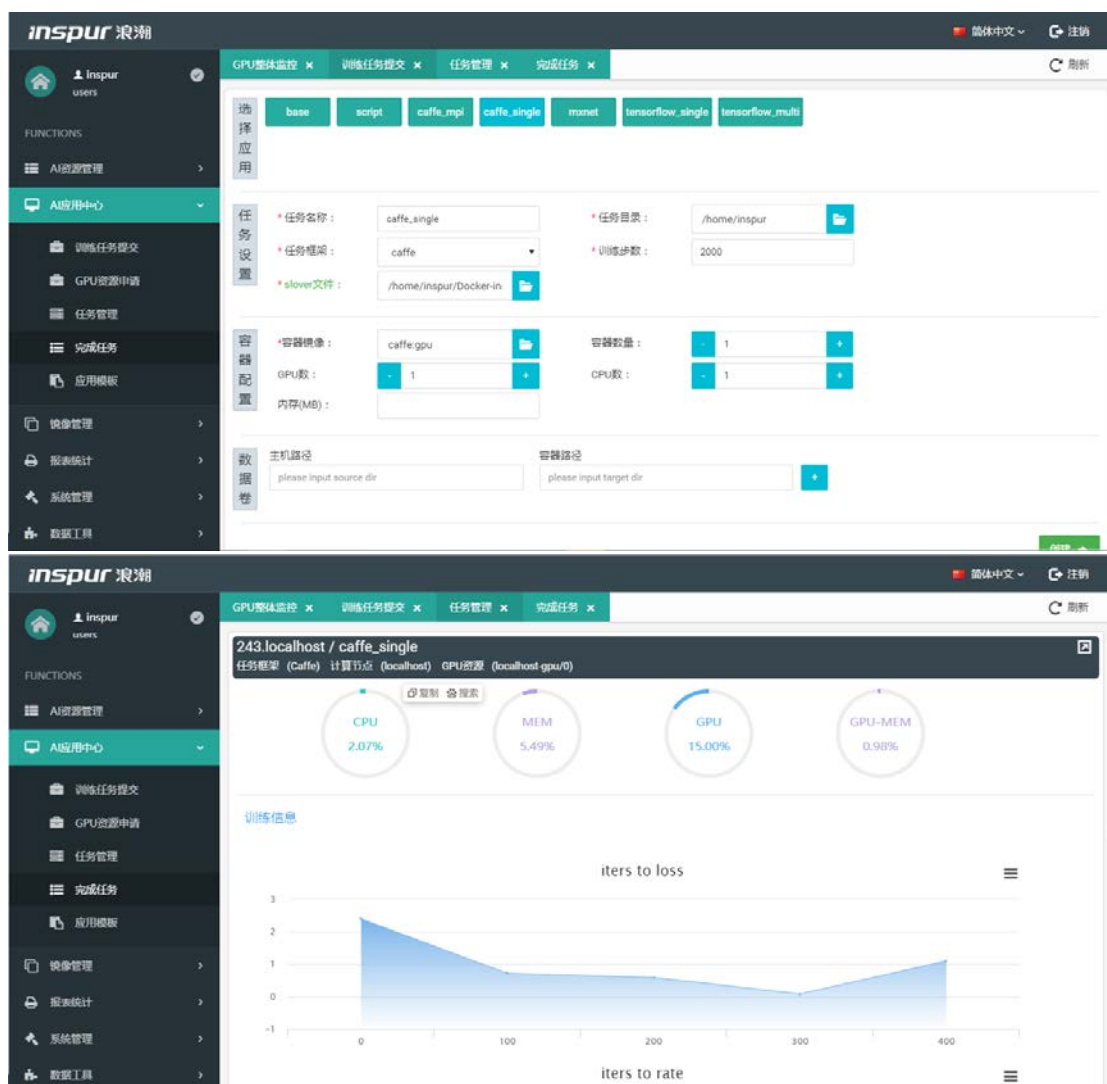 inspur 浪潮
简体中文
注销
inspur
users
GPU整体监控 × 训练任务提交 × 任务管理 × 完成任务 ×
刷新
FUNCTIONS
AI资源管理
AI应用中心
训练任务提交
GPU资源申请
任务管理
完成任务
应用模板
镜像管理
报表统计
系统管理
数据工具
选择应用
base script caffe_mpi caffe_single mxnet tensorflow_single tensorflow_multi
任务设置
*任务名称: caffe_single *任务目录: /home/inspur
*任务框架: caffe *训练步数: 2000
*slover文件: /home/inspur/Docker-in
容器配置
*容器镜像: caffe:gpu 容器数量: - 1 +
GPU数: - 1 + CPU数: - 1 +
内存(MB):
数据卷
主机路径 容器路径
please input source dir please input target dir +
inspur 浪潮
简体中文
注销
inspur
users
GPU整体监控 × 训练任务提交 × 任务管理 × 完成任务 ×
刷新
FUNCTIONS
AI资源管理
AI应用中心
训练任务提交
GPU资源申请
任务管理
完成任务
应用模板
镜像管理
报表统计
系统管理
数据工具
243.localhost / caffe_single
任务框架 (Caffe) 计算节点 (localhost) GPU资源 (localhost-gpu/0)
复制 搜索
CPU MEM GPU GPU-MEM
2.07% 5.49% 15.00% 0.98%
训练信息
iters to loss
3
2
1
0
-1
0 100 200 300 400
iters to rate